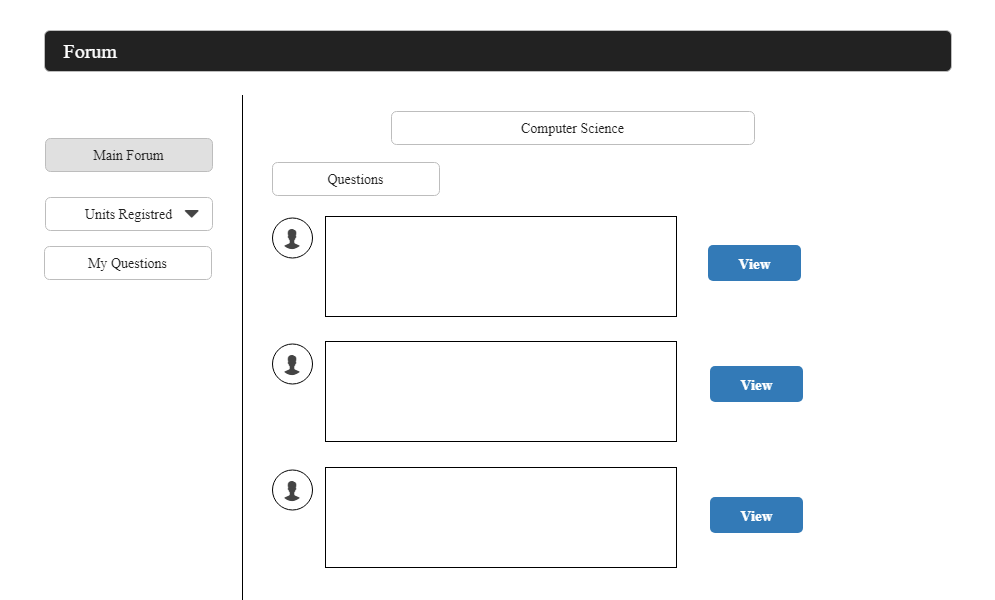 Forum
Main Forum
Units Registred
My Questions
Computer Science
Questions
View
View
View